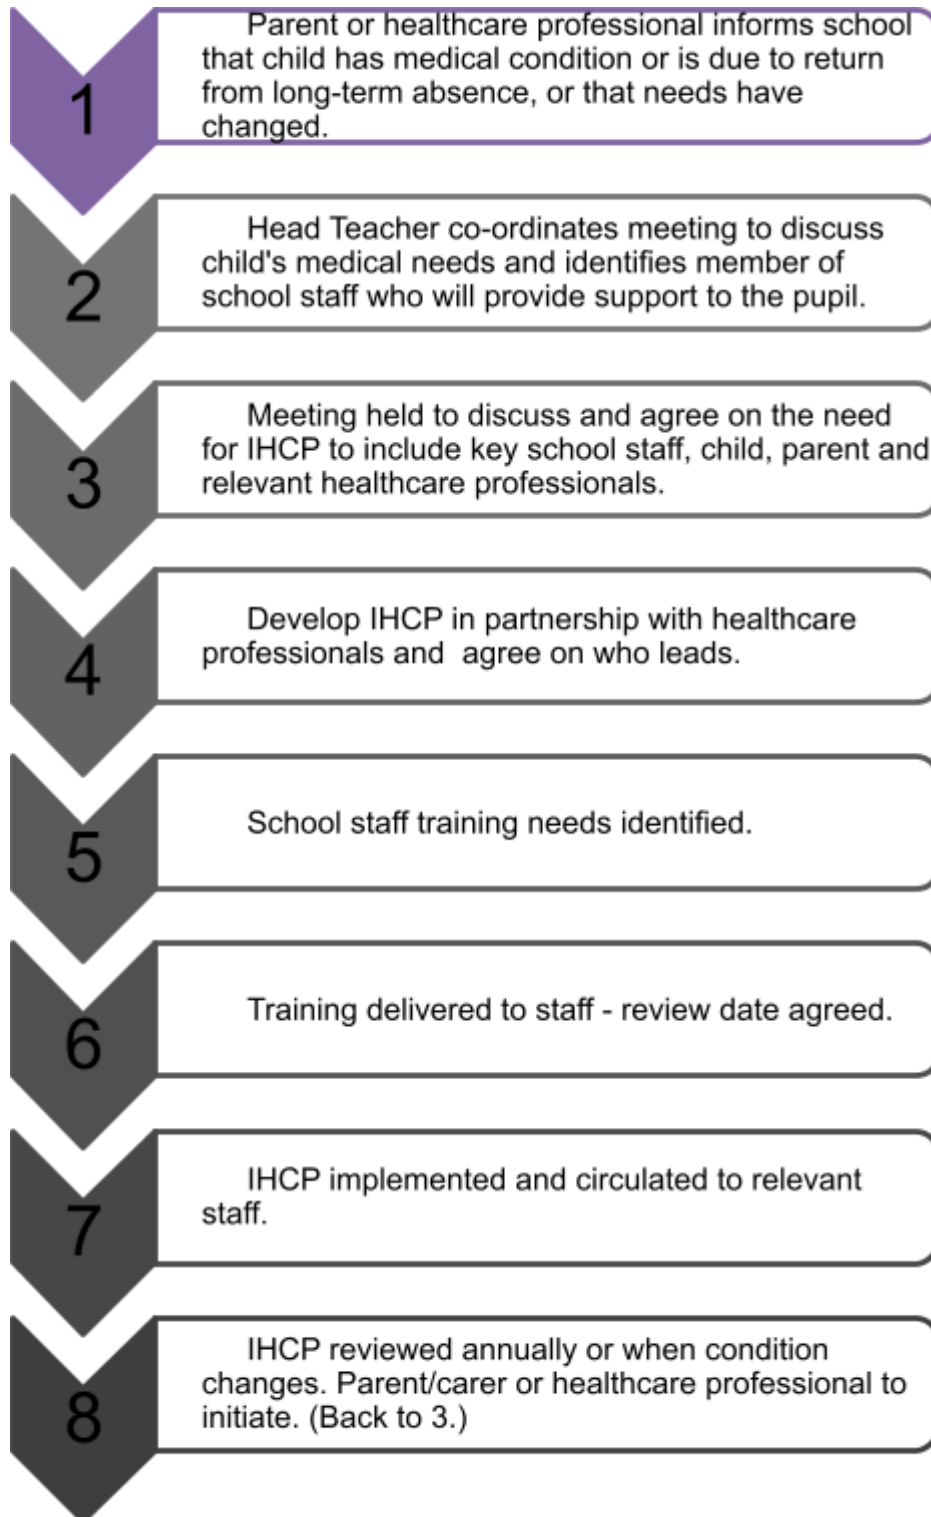 1
Parent or healthcare professional informs school
that child has medical condition or is due to return
from long-term absence, or that needs have
changed.
2
Head Teacher co-ordinates meeting to discuss
child's medical needs and identifies member of
school staff who will provide support to the pupil.
3
Meeting held to discuss and agree on the need
for IHCP to include key school staff, child, parent and
relevant healthcare professionals.
4
Develop IHCP in partnership with healthcare
professionals and  agree on who leads.
5
School staff training needs identified.
6
Training delivered to staff - review date agreed.
7
IHCP implemented and circulated to relevant
staff.
8
IHCP reviewed annually or when condition
changes. Parent/carer or healthcare professional to
initiate. (Back to 3.)